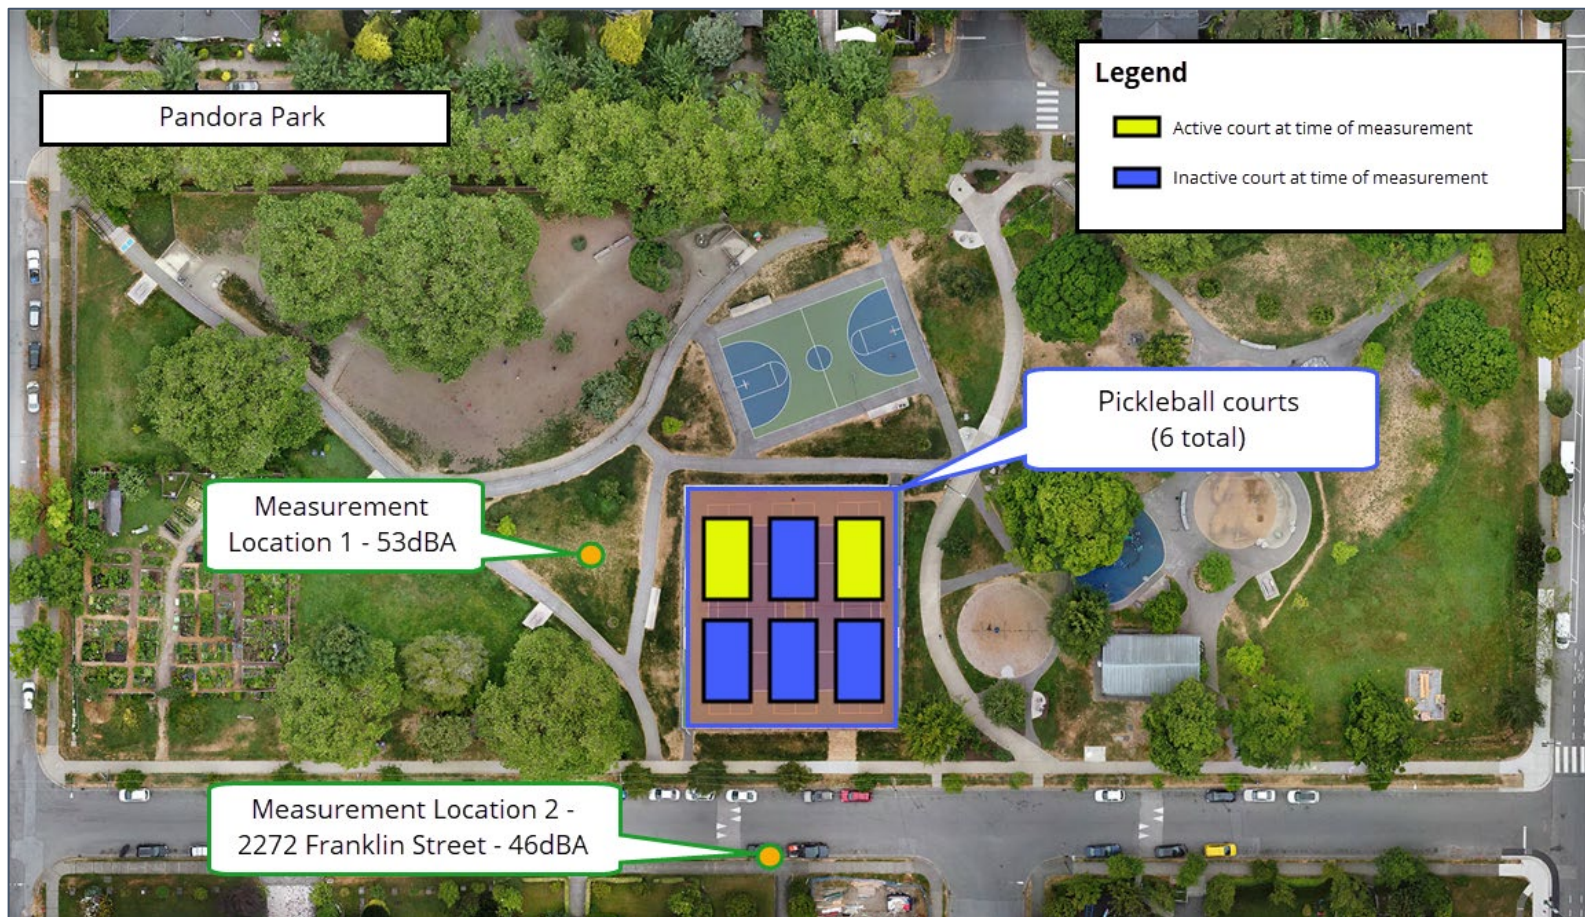 Pandora Park
Legend
Active court at time of measurement
Inactive court at time of measurement
Pickleball courts
(6 total)
Measurement
Location 1 - 53dBA
Measurement Location 2 -
2272 Franklin Street - 46dBA